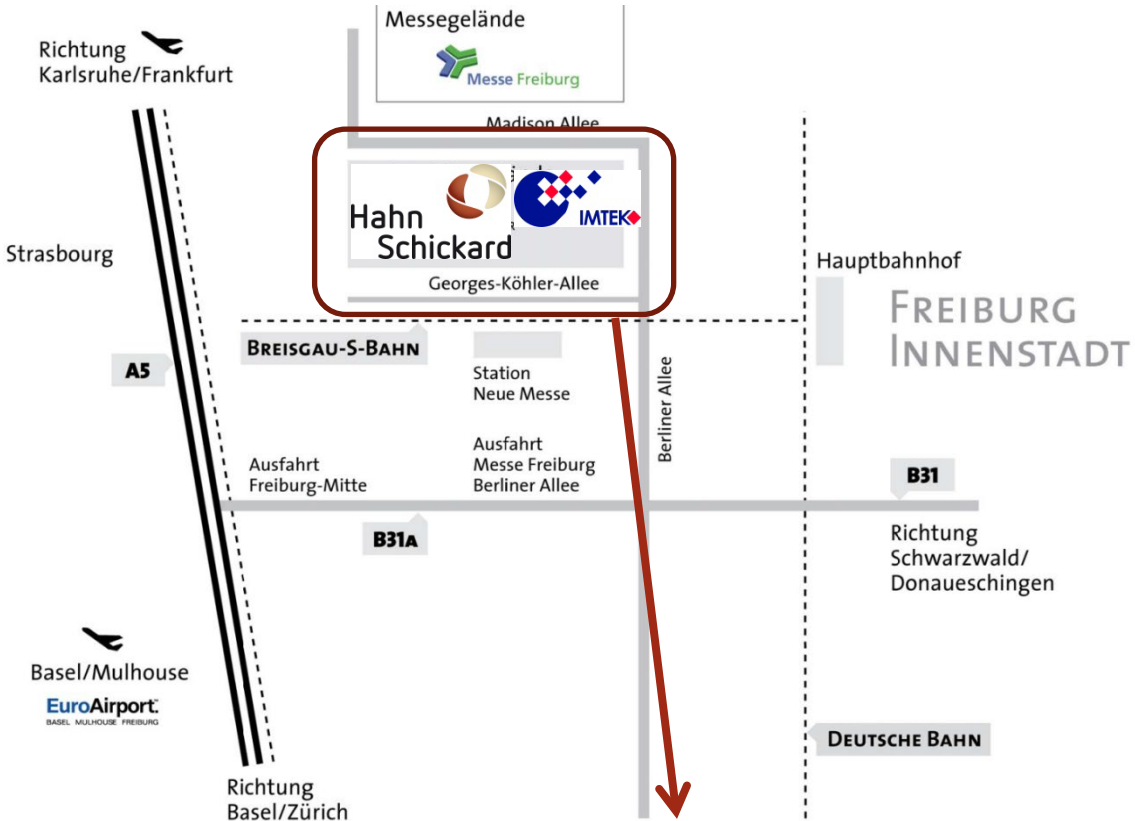 Messegelände
Messe Freiburg
Richtung
Karlsruhe/Frankfurt
Madison Allee
Hahn
Schickard
IMTEK
Georges-Köhler-Allee
Strasbourg
Hauptbahnhof
FREIBURG
INNENSTADT
BREISGAU-S-BAHN
A5
Station
Neue Messe
Berliner Allee
Ausfahrt
Freiburg-Mitte
Ausfahrt
Messe Freiburg
Berliner Allee
B31
B31A
Richtung
Schwarzwald/
Donaueschingen
Basel/Mulhouse
EuroAirport.
BASEL MULHOUSE FREIBURG
DEUTSCHE BAHN
Richtung
Basel/Zürich